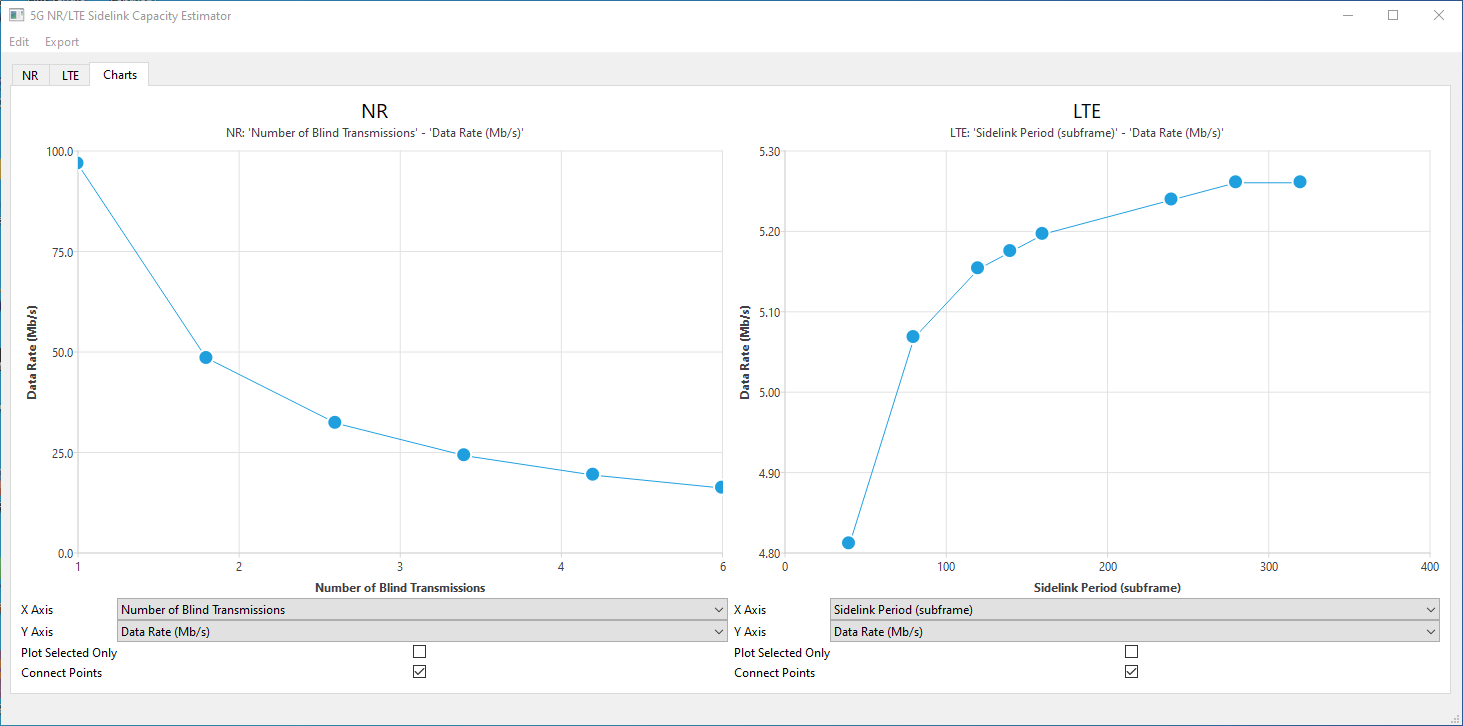 5G NR/LTE Sidelink Capacity Estimator
Edit Export
NR LTE Charts
NR
NR: 'Number of Blind Transmissions' - 'Data Rate (Mb/s)'
100.0
75.0
50.0
25.0
0.0
Data Rate (Mb/s)
1 2 3 4 6
Number of Blind Transmissions
X Axis Number of Blind Transmissions
Y Axis Data Rate (Mb/s)
Plot Selected Only
Connect Points
LTE
LTE: 'Sidelink Period (subframe)' - 'Data Rate (Mb/s)'
5.30
5.20
5.10
5.00
4.90
4.80
Data Rate (Mb/s)
0 100 200 300 400
Sidelink Period (subframe)
X Axis Sidelink Period (subframe)
Y Axis Data Rate (Mb/s)
Plot Selected Only
Connect Points